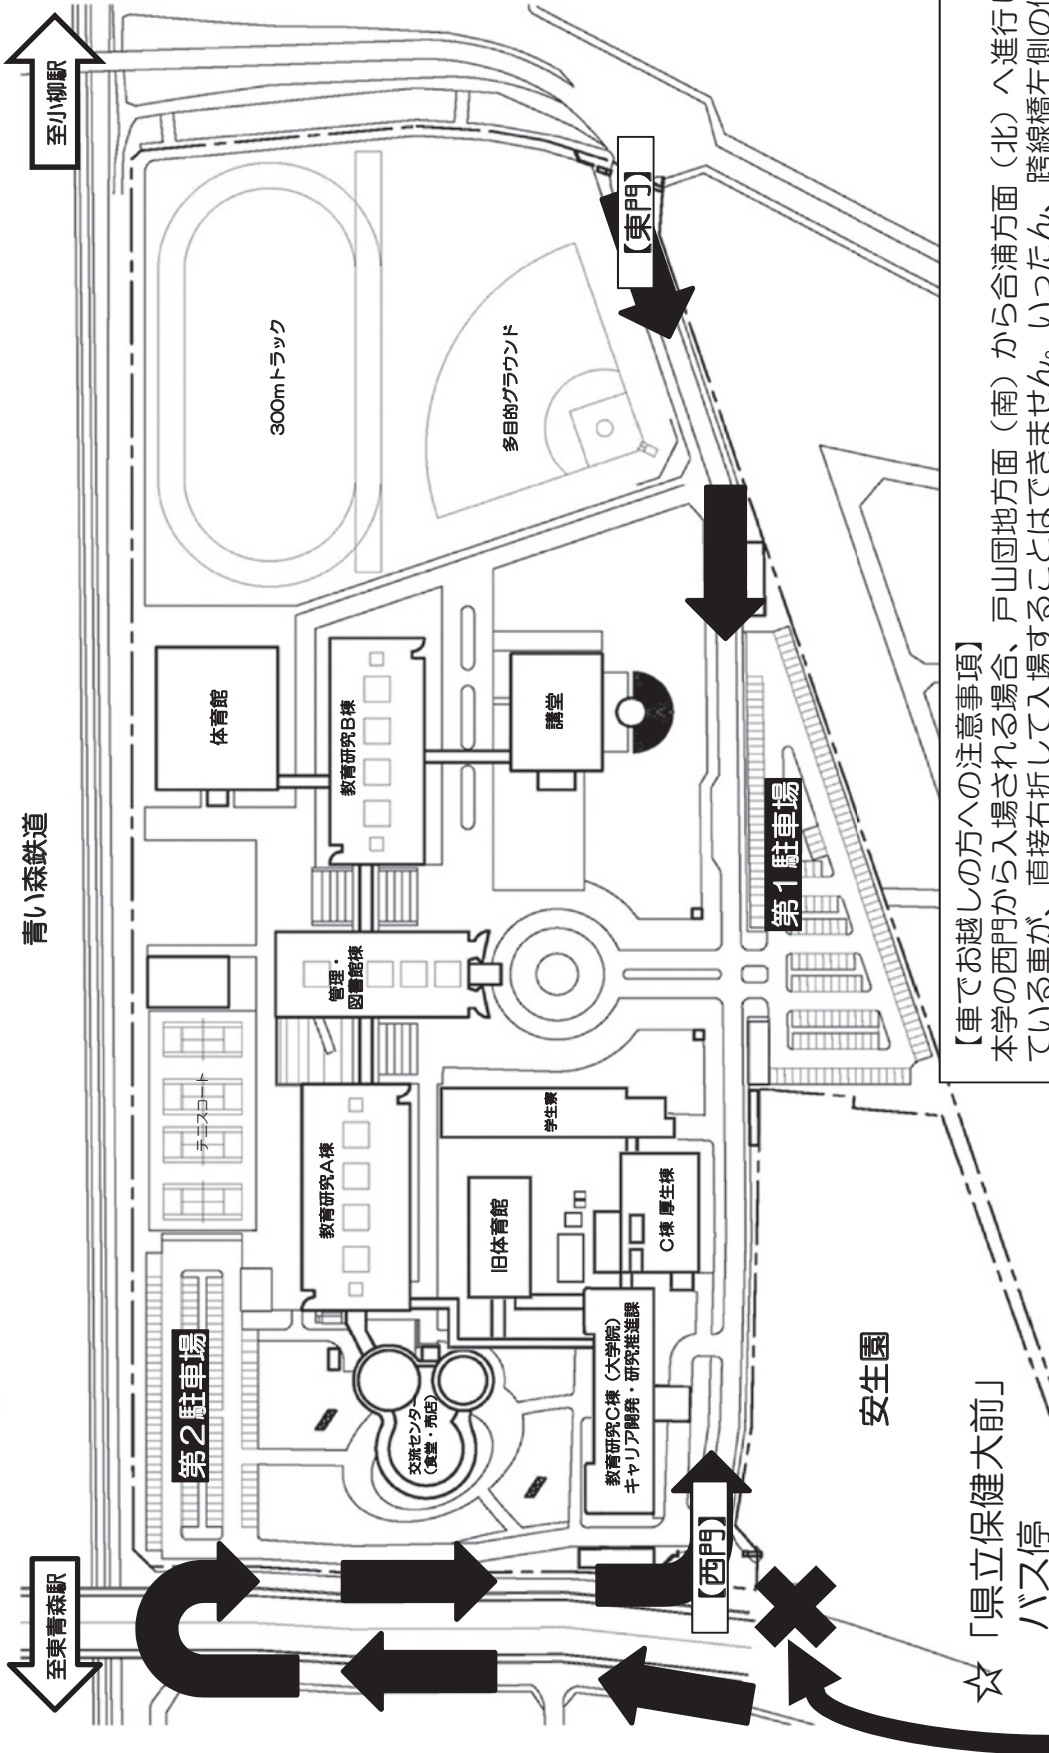 青い森鉄道
至東青森駅
至小柳駅
第2駐車場
テニスコート
体育館
300mトラック
教育研究A棟
管理・
図書館棟
教育研究B棟
交流センター
(食堂・売店)
旧体育館
学生寮
講堂
多目的グラウンド
教育研究C棟（大学院）
キャリア開発・研究推進課
C棟 厚生棟
【東門】
【西門】
第1駐車場
安生園
【車でお越しの方への注意事項】
本学の西門から入場される場合、戸山団地方面（南）から合浦方面（北）へ進行し
ている車が、直接右折して入場することはできません。いったん、跨線橋左側の
☆ 「県立保健大前」
バス停